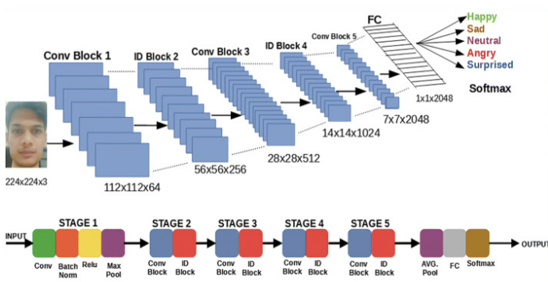 FC
Happy
Sad
Neutral
Angry
Surprised
Softmax
Conv Block 1
ID Block 2
Conv Block 3
ID Block 4
Conv Block 5
1x1x2048
7x7x2048
14x14x1024
28x28x512
56x56x256
112x112x64
224x224x3
INPUT
STAGE 1
STAGE 2
STAGE 3
STAGE 4
STAGE 5
OUTPUT
Conv
Batch
Norm
Relu
Max
Pool
Conv
Block
ID
Block
Conv
Block
ID
Block
Conv
Block
ID
Block
Conv
Block
ID
Block
AVG.
Pool
FC
Softmax